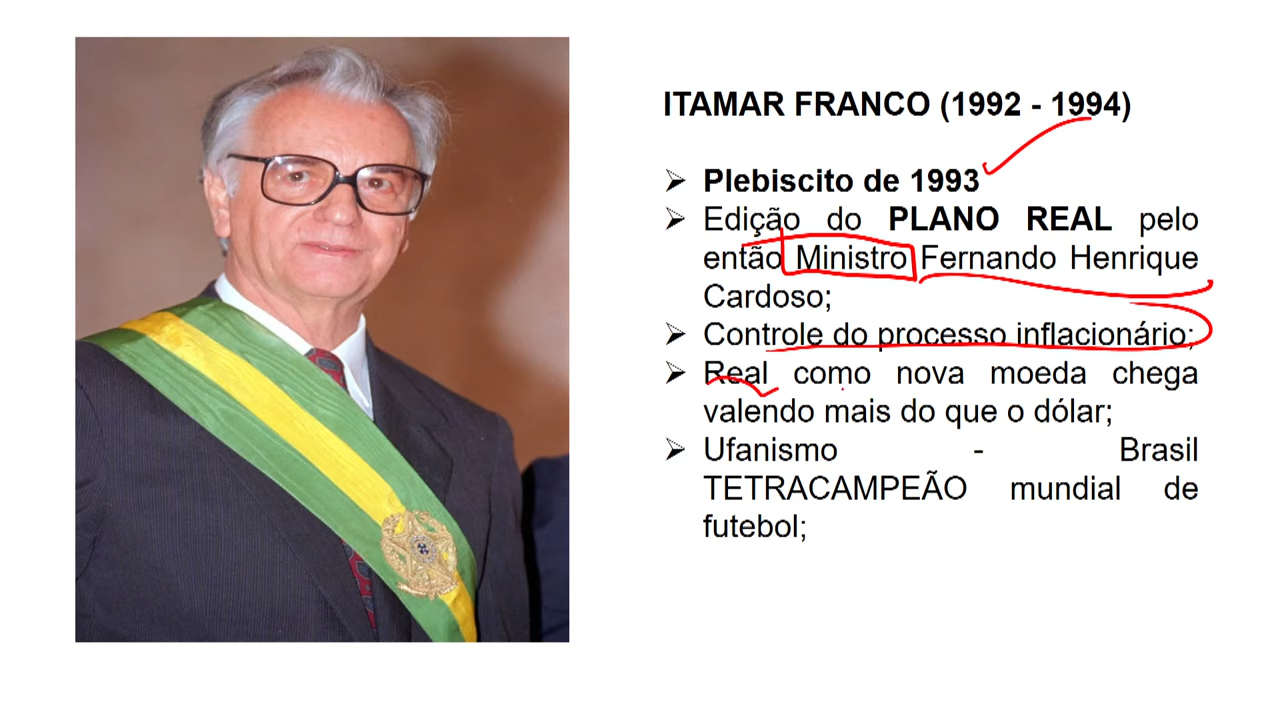 ITAMAR FRANCO (1992 - 1994)
➢ Plebiscito de 1993
➢ Edição do PLANO REAL pelo
então Ministro Fernando Henrique
Cardoso;
➢ Controle do processo inflacionário;
➢ Real como nova moeda chega
valendo mais do que o dólar;
➢ Ufanismo - Brasil
TETRACAMPEÃO mundial de
futebol;